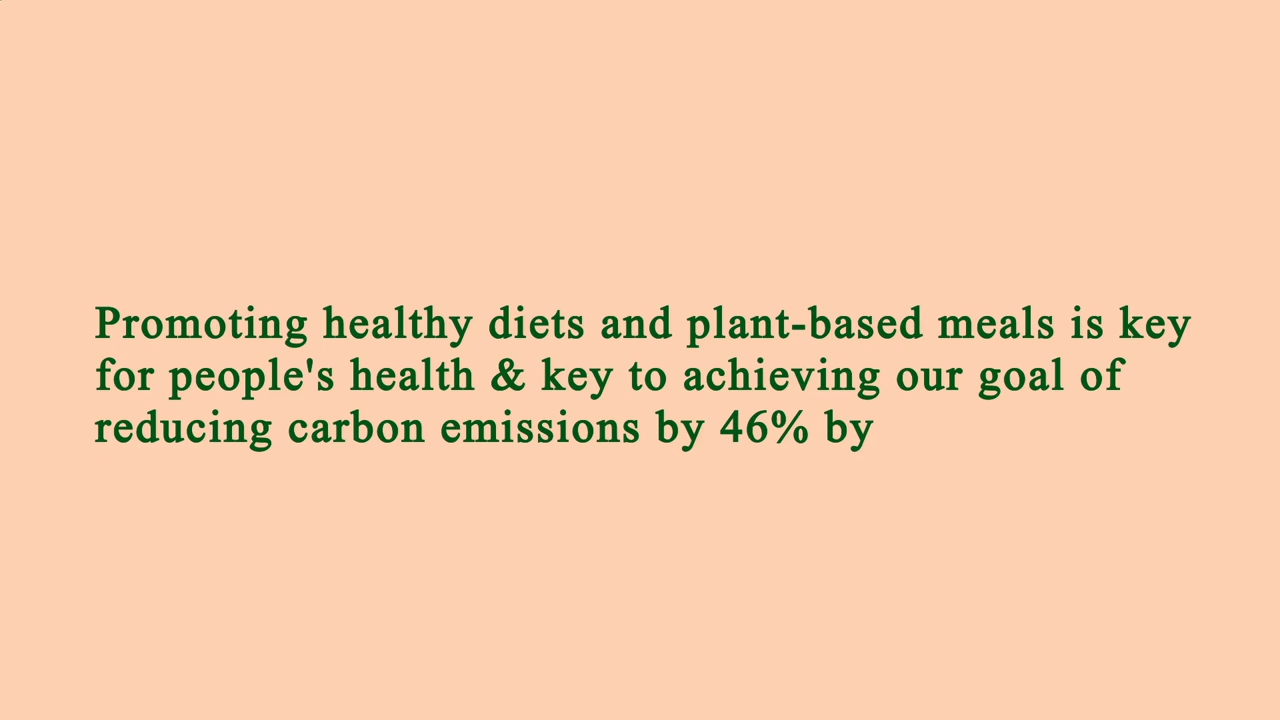 Promoting healthy diets and plant-based meals is key
for people's health & key to achieving our goal of
reducing carbon emissions by 46% by